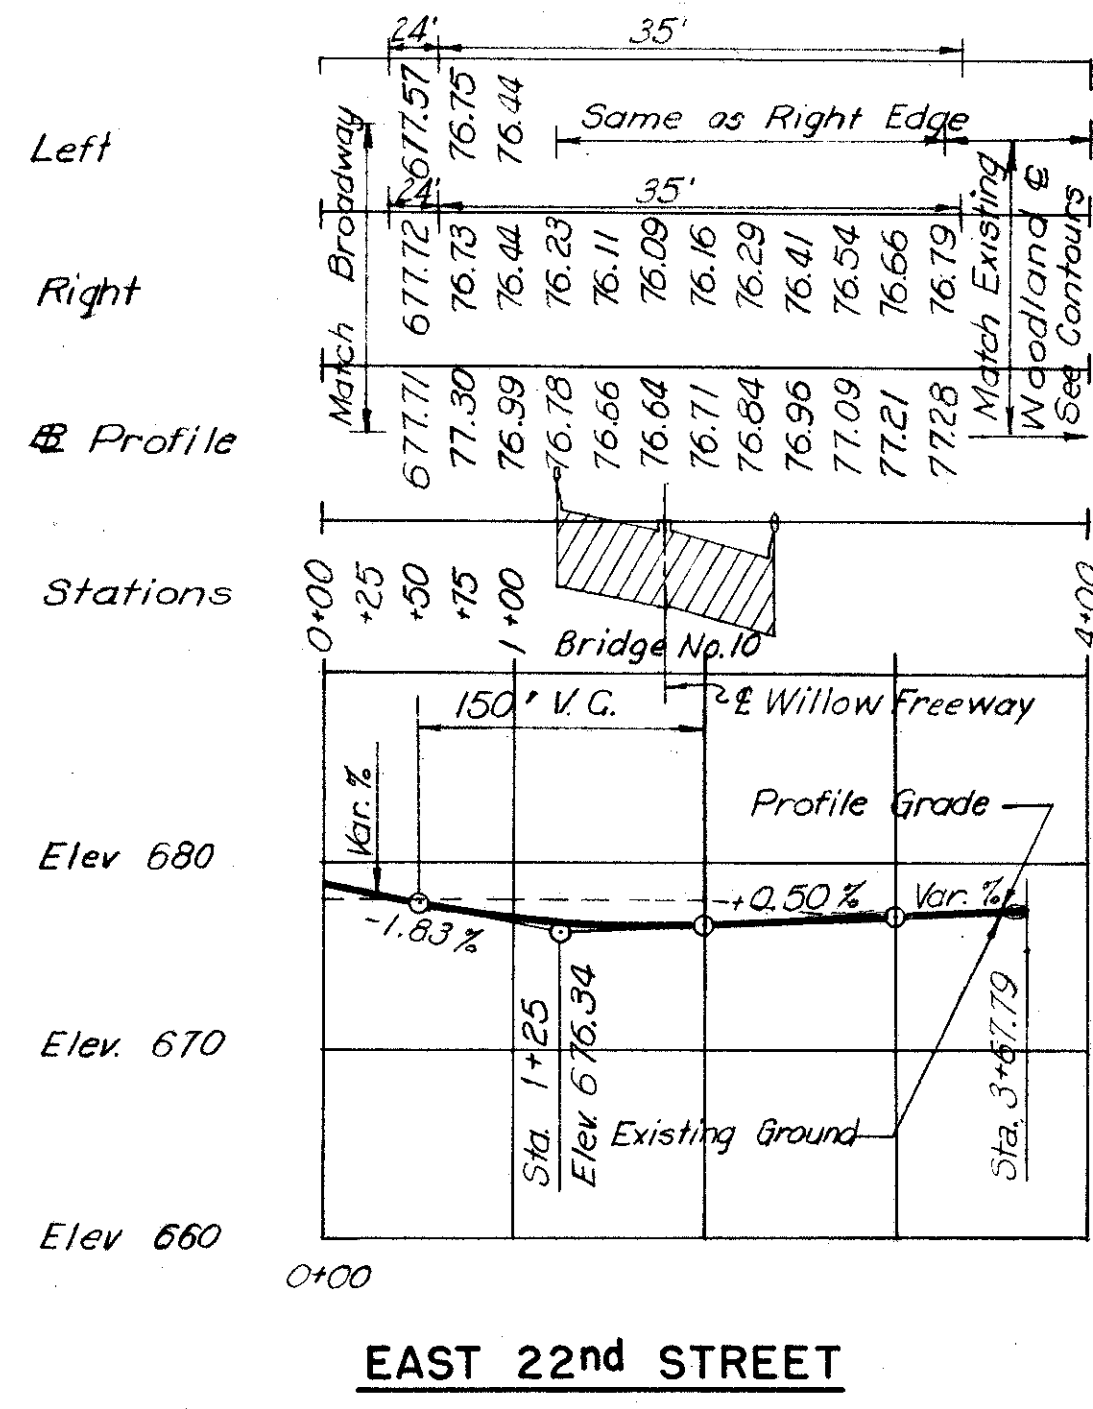 24' 35'
Left
677.57 76.75 76.44
Same as Right Edge
Match Broadway
24' 35'
Right
677.72 76.73 76.44 76.23 76.11 76.09 76.16 76.29 76.41 76.54 76.66 76.79
Match Existing
Woodland ℄
See Contours
Profile
677.71 77.30 76.99 76.78 76.66 76.64 76.71 76.84 76.96 77.09 77.21 77.28
Stations
0+00 +25 +50 +75 1+00 4+00
Bridge No.10
150' V.C.
℄ Willow Freeway
Var. %
Profile Grade
Elev 680
-1.83% +0.50% Var. %
Sta. 1+25
Elev. 676.34
Sta. 3+67.79
Elev. 670
Existing Ground
Elev 660
0+00
EAST 22nd STREET